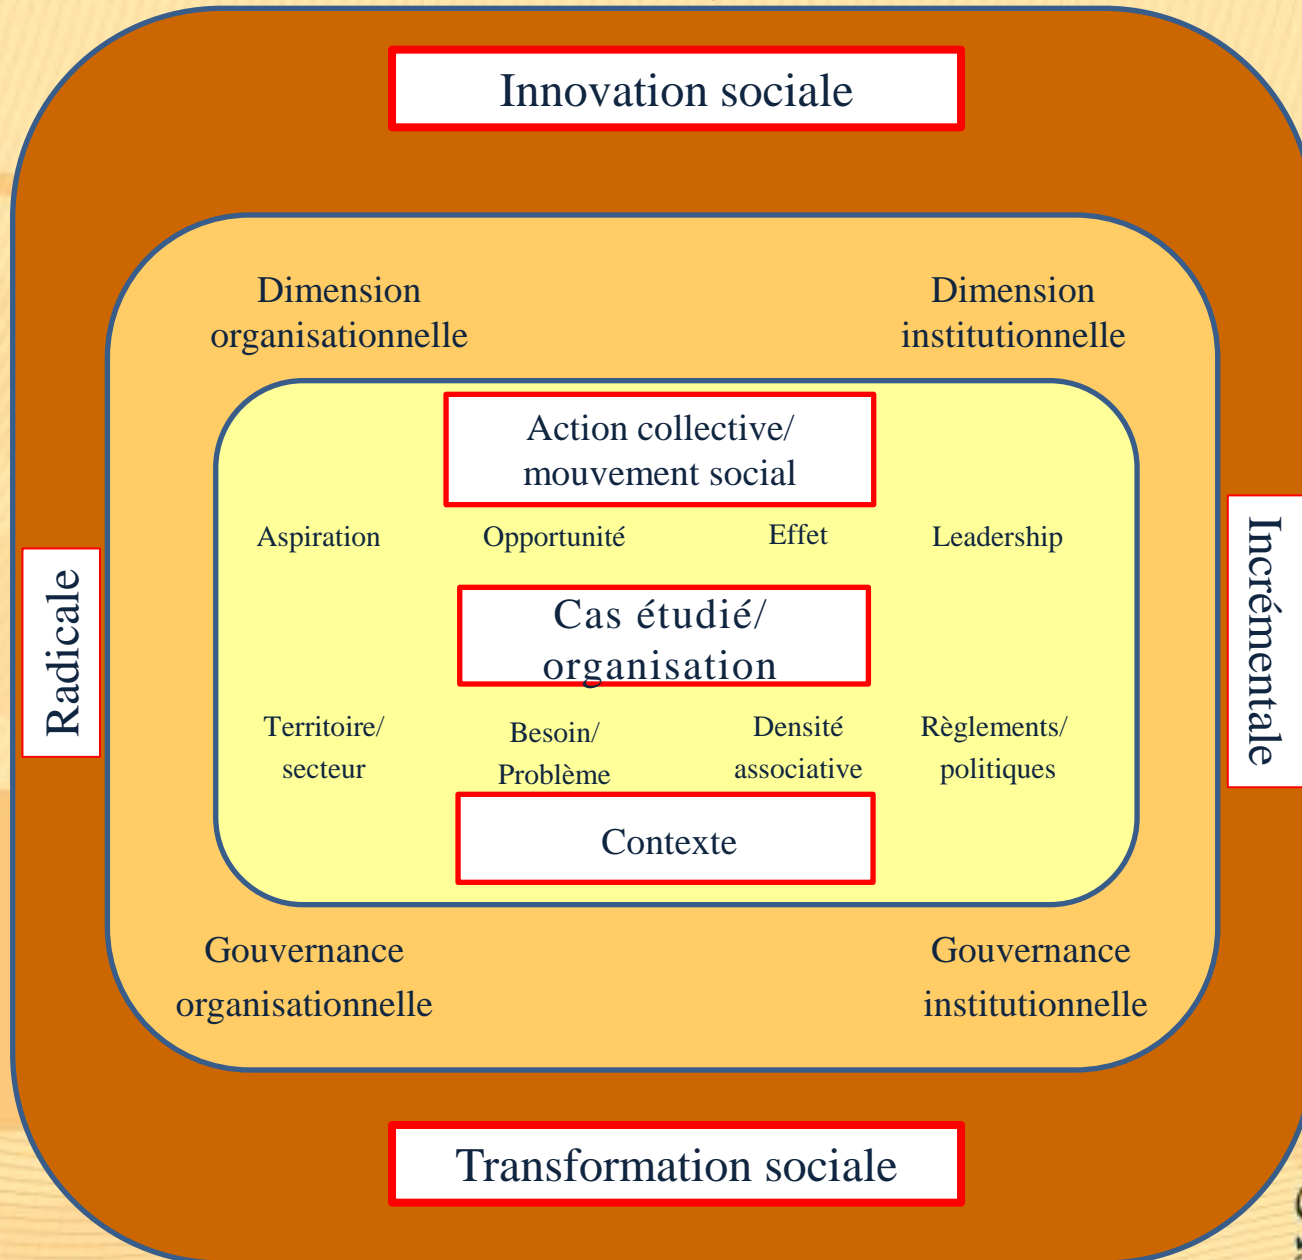 Innovation sociale
Dimension
organisationnelle
Dimension
institutionnelle
Action collective/
mouvement social
Aspiration
Opportunité
Effet
Leadership
Radicale
Cas étudié/
organisation
Incrémentale
Territoire/
secteur
Besoin/
Problème
Densité
associative
Règlements/
politiques
Contexte
Gouvernance
organisationnelle
Gouvernance
institutionnelle
Transformation sociale